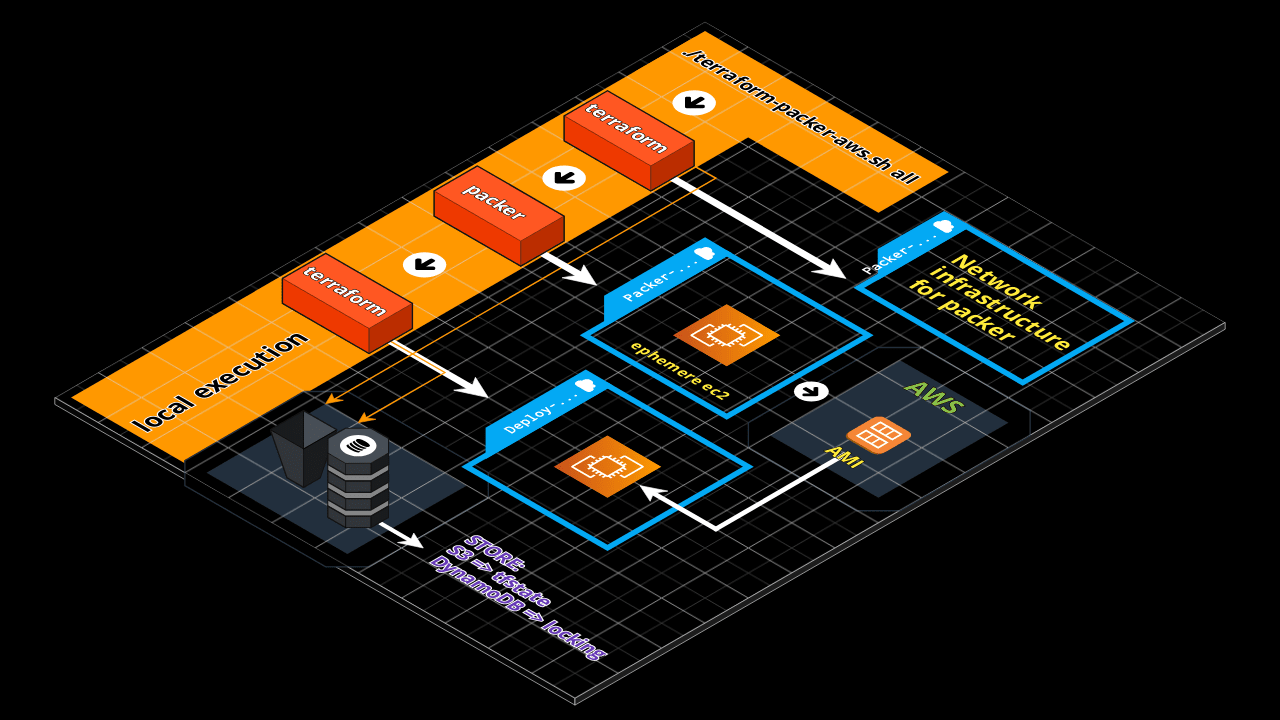 ./terraform-packer-aws.sh all
terraform
packer
terraform
local execution
Packer-...
Network
infrastructure
for packer
Packer-...
ephemere ec2
Deploy-...
AWS
AMI
STORE:
S3 => tfstate
DynamoDB => locking